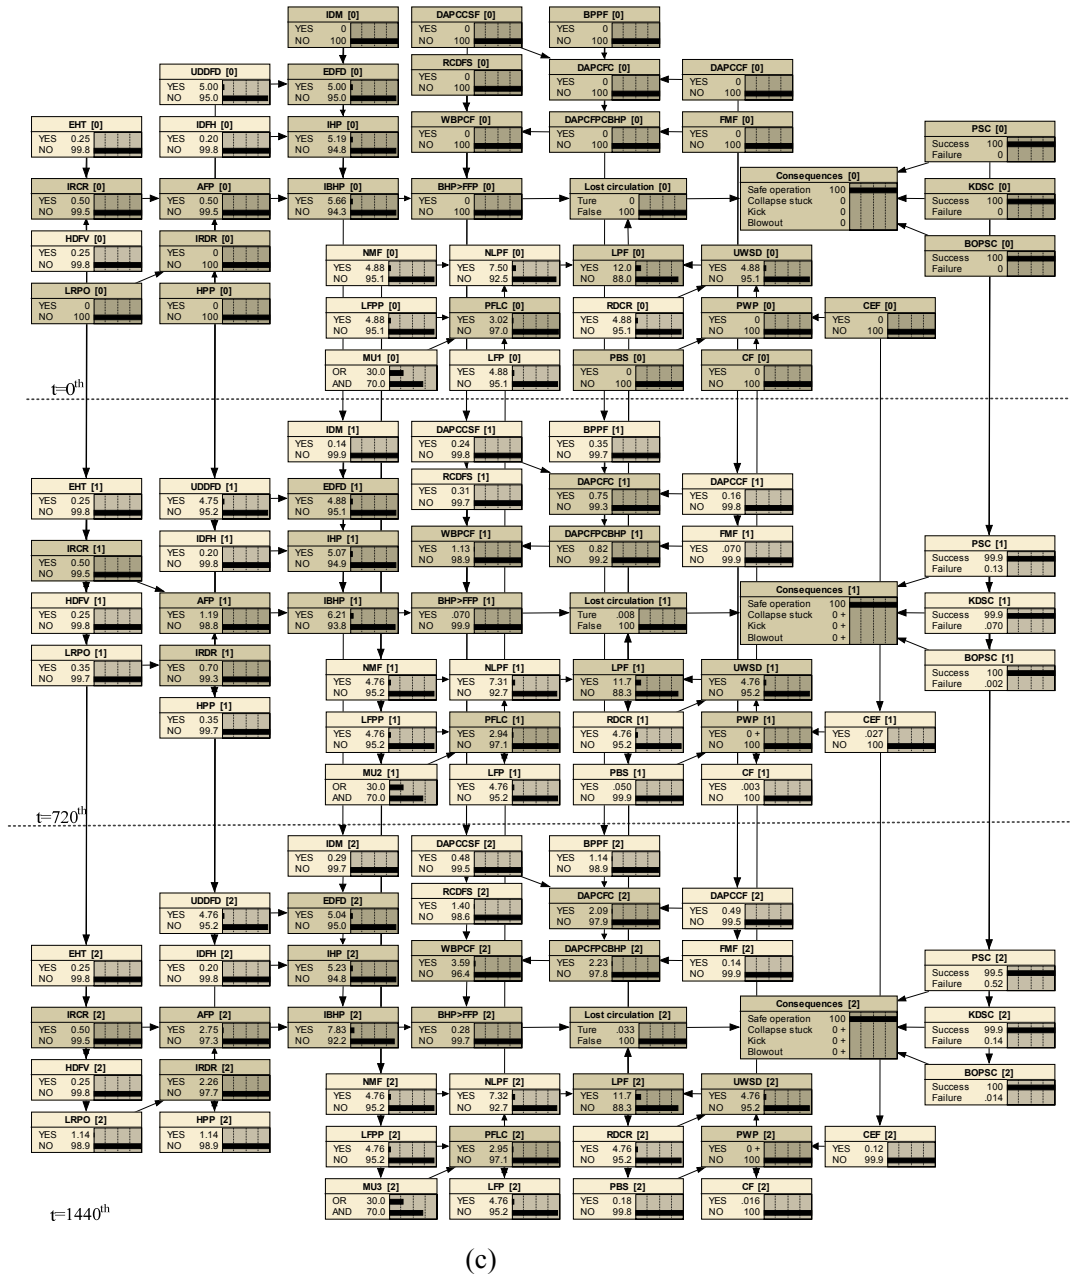 IDM [0]
YES 0
NO 100
DAPCCSF [0]
YES 0
NO 100
BPPF [0]
YES 0
NO 100
UDDFD [0]
YES 5.00
NO 95.0
EDFD [0]
YES 5.00
NO 95.0
RCDFS [0]
YES 0
NO 100
DAPCFC [0]
YES 0
NO 100
DAPCCF [0]
YES 0
NO 100
EHT [0]
YES 0.25
NO 99.8
IDFH [0]
YES 0.20
NO 99.8
IHP [0]
YES 5.19
NO 94.8
WBPCF [0]
YES 0
NO 100
DAPCFPCBHP [0]
YES 0
NO 100
FMF [0]
YES 0
NO 100
PSC [0]
Success 100
Failure 0
IRCR [0]
YES 0.50
NO 99.5
AFP [0]
YES 0.50
NO 99.5
IBHP [0]
YES 5.66
NO 94.3
BHP>FFP [0]
YES 0
NO 100
Lost circulation [0]
Ture 0
False 100
Consequences [0]
Safe operation 100
Collapse stuck 0
Kick 0
Blowout 0
KDSC [0]
Success 100
Failure 0
HDFV [0]
YES 0.25
NO 99.8
IRDR [0]
YES 0
NO 100
NMF [0]
YES 4.88
NO 95.1
NLPF [0]
YES 7.50
NO 92.5
LPF [0]
YES 12.0
NO 88.0
UWSD [0]
YES 4.88
NO 95.1
BOPSC [0]
Success 100
Failure 0
LRPO [0]
YES 0
NO 100
HPP [0]
YES 0
NO 100
LFPP [0]
YES 4.88
NO 95.1
PFLC [0]
YES 3.02
NO 97.0
RDCR [0]
YES 4.88
NO 95.1
PWP [0]
YES 0
NO 100
CEF [0]
YES 0
NO 100
MU1 [0]
OR 30.0
AND 70.0
LFP [0]
YES 4.88
NO 95.1
PBS [0]
YES 0
NO 100
CF [0]
YES 0
NO 100
t=0th
IDM [1]
YES 0.14
NO 99.9
DAPCCSF [1]
YES 0.24
NO 99.8
BPPF [1]
YES 0.35
NO 99.7
EHT [1]
YES 0.25
NO 99.8
UDDFD [1]
YES 4.75
NO 95.2
EDFD [1]
YES 4.88
NO 95.1
RCDFS [1]
YES 0.31
NO 99.7
DAPCFC [1]
YES 0.75
NO 99.3
DAPCCF [1]
YES 0.16
NO 99.8
IRCR [1]
YES 0.50
NO 99.5
IDFH [1]
YES 0.20
NO 99.8
IHP [1]
YES 5.07
NO 94.9
WBPCF [1]
YES 1.13
NO 98.9
DAPCFPCBHP [1]
YES 0.82
NO 99.2
FMF [1]
YES .070
NO 99.9
PSC [1]
Success 99.9
Failure 0.13
HDFV [1]
YES 0.25
NO 99.8
AFP [1]
YES 1.19
NO 98.8
IBHP [1]
YES 6.21
NO 93.8
BHP>FFP [1]
YES .070
NO 99.9
Lost circulation [1]
Ture .008
False 100
Consequences [1]
Safe operation 100
Collapse stuck 0 +
Kick 0 +
Blowout 0 +
KDSC [1]
Success 99.9
Failure .070
LRPO [1]
YES 0.35
NO 99.7
IRDR [1]
YES 0.70
NO 99.3
NMF [1]
YES 4.76
NO 95.2
NLPF [1]
YES 7.31
NO 92.7
LPF [1]
YES 11.7
NO 88.3
UWSD [1]
YES 4.76
NO 95.2
BOPSC [1]
Success 100
Failure .002
HPP [1]
YES 0.35
NO 99.7
LFPP [1]
YES 4.76
NO 95.2
PFLC [1]
YES 2.94
NO 97.1
RDCR [1]
YES 4.76
NO 95.2
PWP [1]
YES 0 +
NO 100
CEF [1]
YES .027
NO 100
MU2 [1]
OR 30.0
AND 70.0
LFP [1]
YES 4.76
NO 95.2
PBS [1]
YES .050
NO 99.9
CF [1]
YES .003
NO 100
t=720th
IDM [2]
YES 0.29
NO 99.7
DAPCCSF [2]
YES 0.48
NO 99.5
BPPF [2]
YES 1.14
NO 98.9
UDDFD [2]
YES 4.76
NO 95.2
EDFD [2]
YES 5.04
NO 95.0
RCDFS [2]
YES 1.40
NO 98.6
DAPCFC [2]
YES 2.09
NO 97.9
DAPCCF [2]
YES 0.49
NO 99.5
EHT [2]
YES 0.25
NO 99.8
IDFH [2]
YES 0.20
NO 99.8
IHP [2]
YES 5.23
NO 94.8
WBPCF [2]
YES 3.59
NO 96.4
DAPCFPCBHP [2]
YES 2.23
NO 97.8
FMF [2]
YES 0.14
NO 99.9
PSC [2]
Success 99.5
Failure 0.52
IRCR [2]
YES 0.50
NO 99.5
AFP [2]
YES 2.75
NO 97.3
IBHP [2]
YES 7.83
NO 92.2
BHP>FFP [2]
YES 0.28
NO 99.7
Lost circulation [2]
Ture .033
False 100
Consequences [2]
Safe operation 100
Collapse stuck 0 +
Kick 0 +
Blowout 0 +
KDSC [2]
Success 99.9
Failure 0.14
HDFV [2]
YES 0.25
NO 99.8
IRDR [2]
YES 2.26
NO 97.7
NMF [2]
YES 4.76
NO 95.2
NLPF [2]
YES 7.32
NO 92.7
LPF [2]
YES 11.7
NO 88.3
UWSD [2]
YES 4.76
NO 95.2
BOPSC [2]
Success 100
Failure .014
LRPO [2]
YES 1.14
NO 98.9
HPP [2]
YES 1.14
NO 98.9
LFPP [2]
YES 4.76
NO 95.2
PFLC [2]
YES 2.95
NO 97.1
RDCR [2]
YES 4.76
NO 95.2
PWP [2]
YES 0 +
NO 100
CEF [2]
YES 0.12
NO 99.9
MU3 [2]
OR 30.0
AND 70.0
LFP [2]
YES 4.76
NO 95.2
PBS [2]
YES 0.18
NO 99.8
CF [2]
YES .016
NO 100
t=1440th
(c)